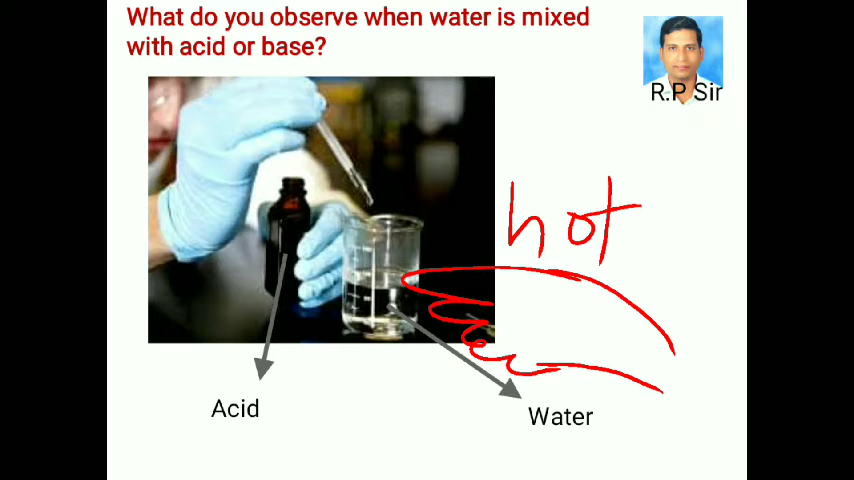 What do you observe when water is mixed
with acid or base?
R.P Sir
hot
Acid
Water